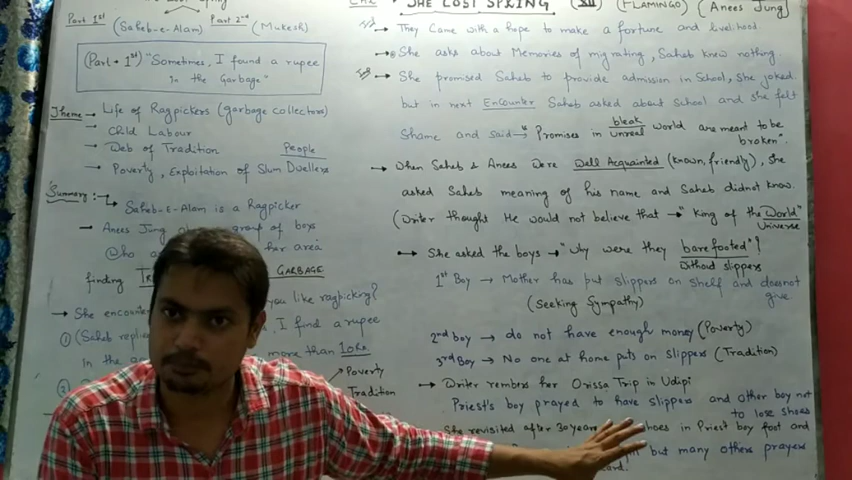 Part 1st (Saheb-e-Alam) Part 2nd (Mukesh)
(Part-1st) "Sometimes, I found a rupee
in the Garbage"
Theme → Life of Ragpickers (garbage collectors)
→ Child Labour
→ Web of Tradition People
→ Poverty, Exploitation of Slum Dwellers
Summary:- → Saheb-E-Alam is a Ragpicker
→ Anees Jung group of boys
who her area
finding GARBAGE
→ She encoun you like ragpicking?
① (Saheb replie , I find a rupee
in the more than 10Rs.
② → Poverty
Tradition
THE LOST SPRING (XII) (FLAMINGO) (Anees Jung)
→ They Came with a hope to make a fortune and livelihood
→ She asks about Memories of migrating, Saheb knew nothing.
→ She promised Saheb to provide admission in School, She joked
but in next Encounter Saheb asked about school and she felt
Shame and said → "Promises in bleak world are meant to be
unreal broken".
→ When Saheb & Anees were Well Acquainted (known, friendly), She
asked Saheb meaning of his name and Saheb didnot know.
(Writer thought He would not believe that → "King of the World"
Universe
→ She asked the boys → "Why were they barefooted"?
Without slippers
1st Boy → Mother has put slippers on shelf and doesnot
give
(Seeking Sympathy)
2nd boy → do not have enough money (Poverty)
3rd Boy → No one at home puts on slippers (Tradition)
→ Writer rembers her Orissa Trip in Udipi
Priest's boy prayed to have slippers and other boy not
to lose shoes
She revisited after 30 years shoes in Priest boy foot and
but many others prayers